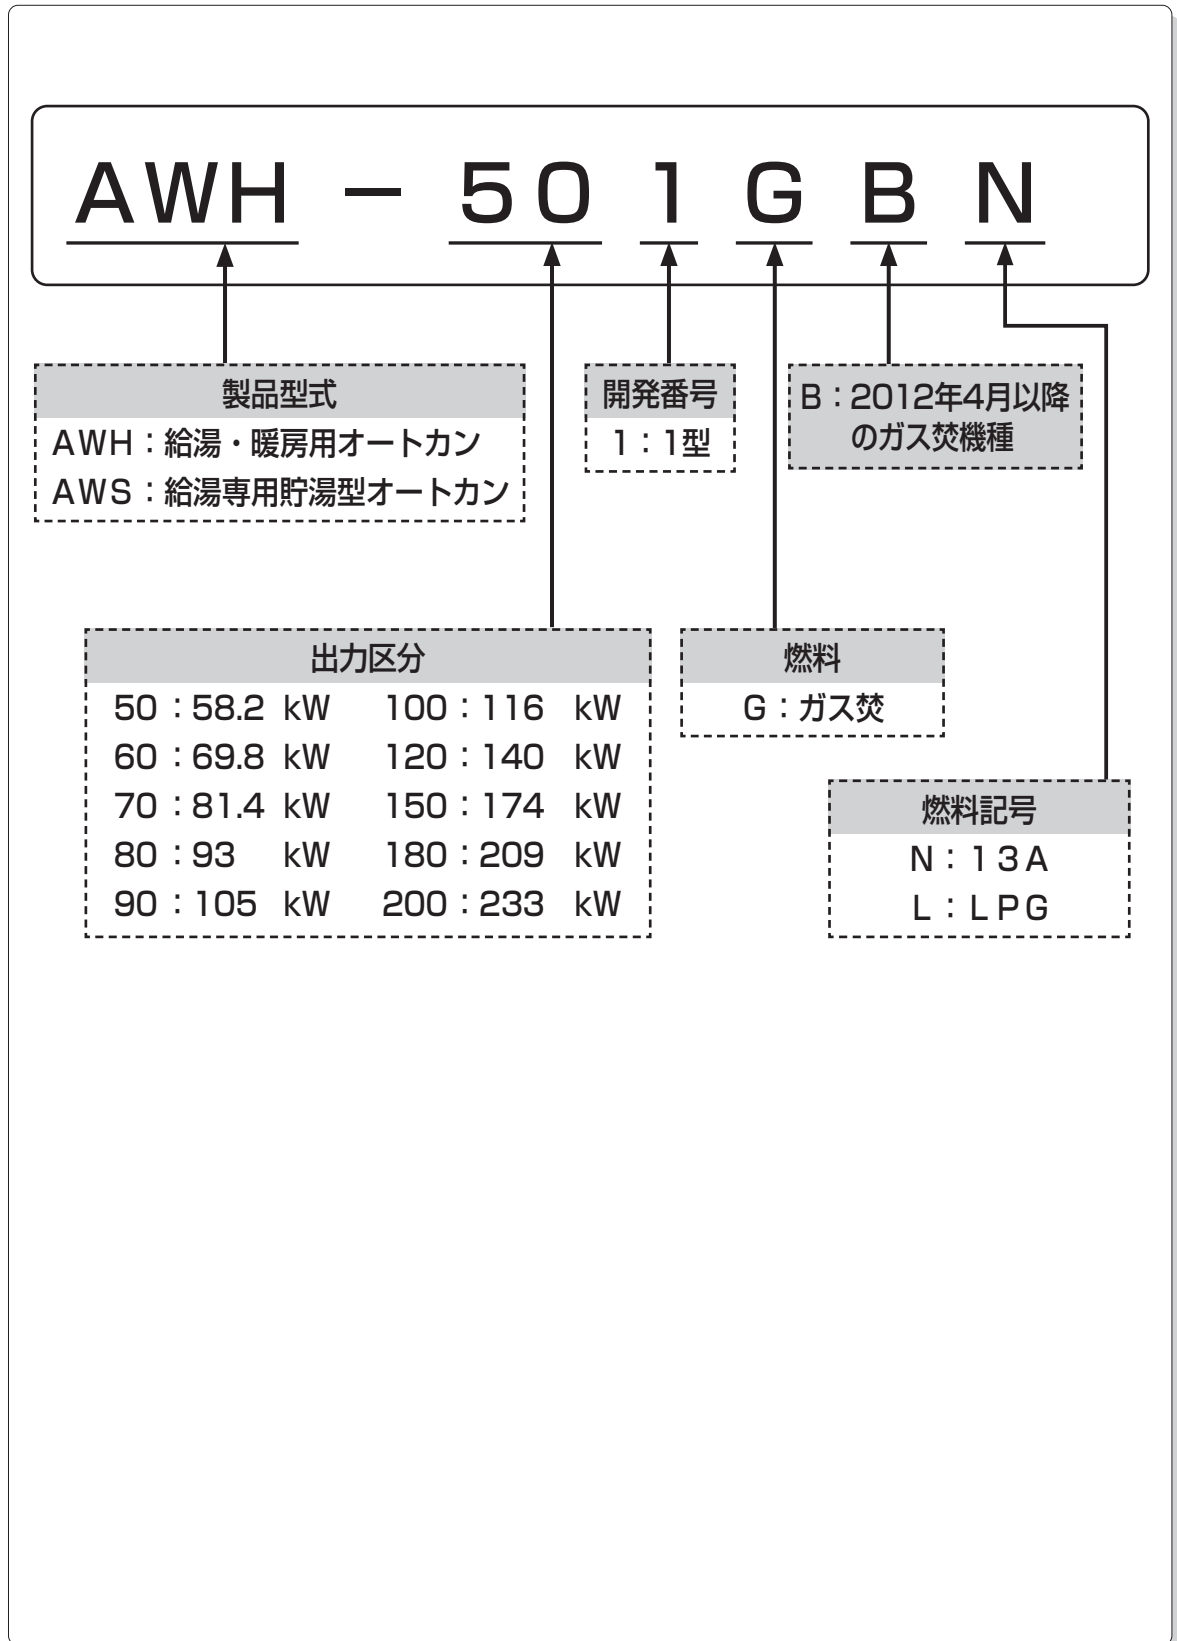 AWH－501GBN
製品型式
AWH：給湯・暖房用オートカン
AWS：給湯専用貯湯型オートカン
開発番号
1：1型
B：2012年4月以降
のガス焚機種
出力区分
50：58.2 kW 100：116 kW
60：69.8 kW 120：140 kW
70：81.4 kW 150：174 kW
80：93 kW 180：209 kW
90：105 kW 200：233 kW
燃料
G：ガス焚
燃料記号
N：13A
L：LPG